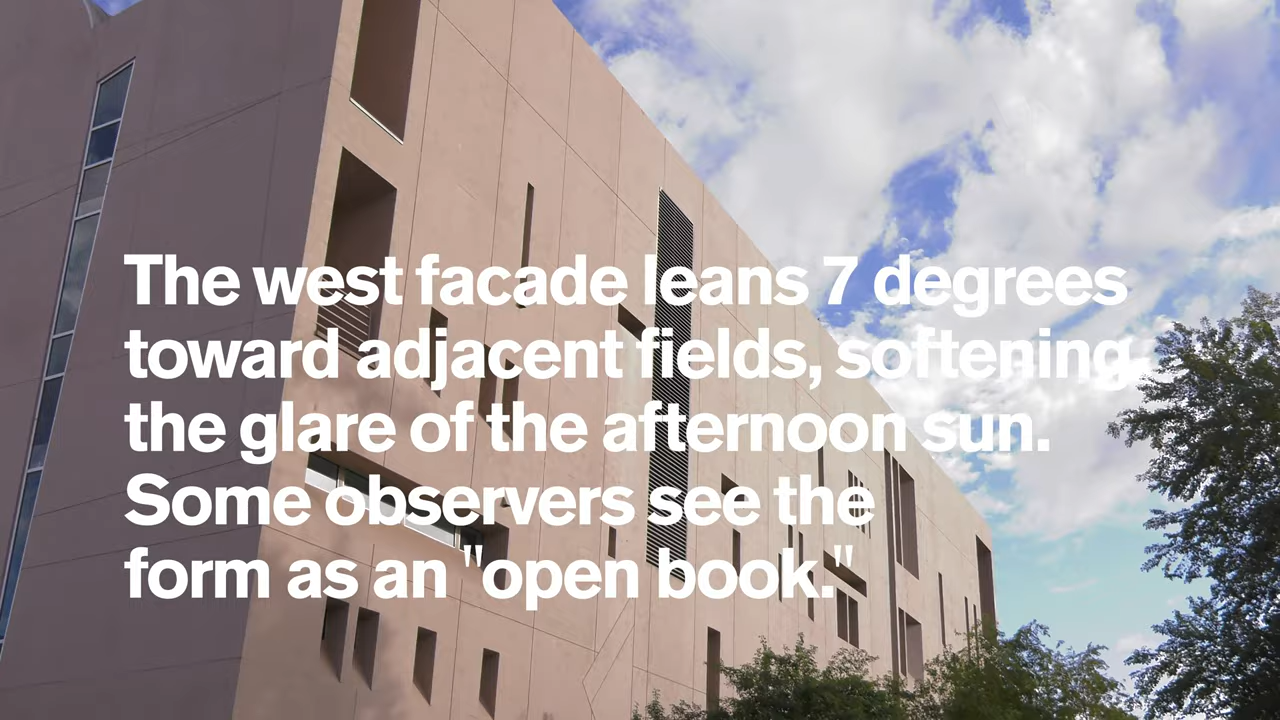 The west facade leans 7 degrees
toward adjacent fields, softening
the glare of the afternoon sun.
Some observers see the
form as an "open book."